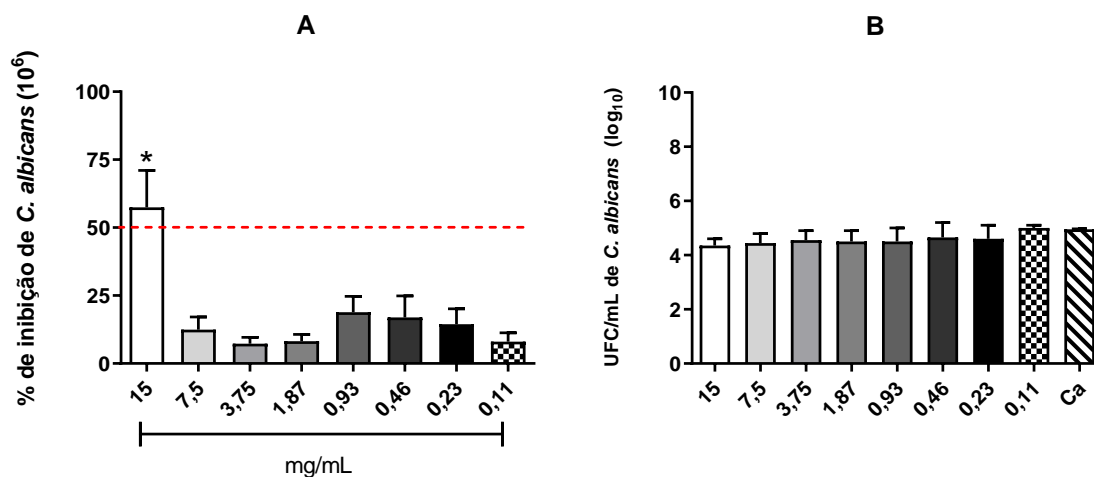 A
% de inibição de C. albicans (10⁶)
100
75
50
25
0
*
15 7,5 3,75 1,87 0,93 0,46 0,23 0,11
mg/mL
B
UFC/mL de C. albicans (log₁₀)
10
8
6
4
2
0
15 7,5 3,75 1,87 0,93 0,46 0,23 0,11 Ca